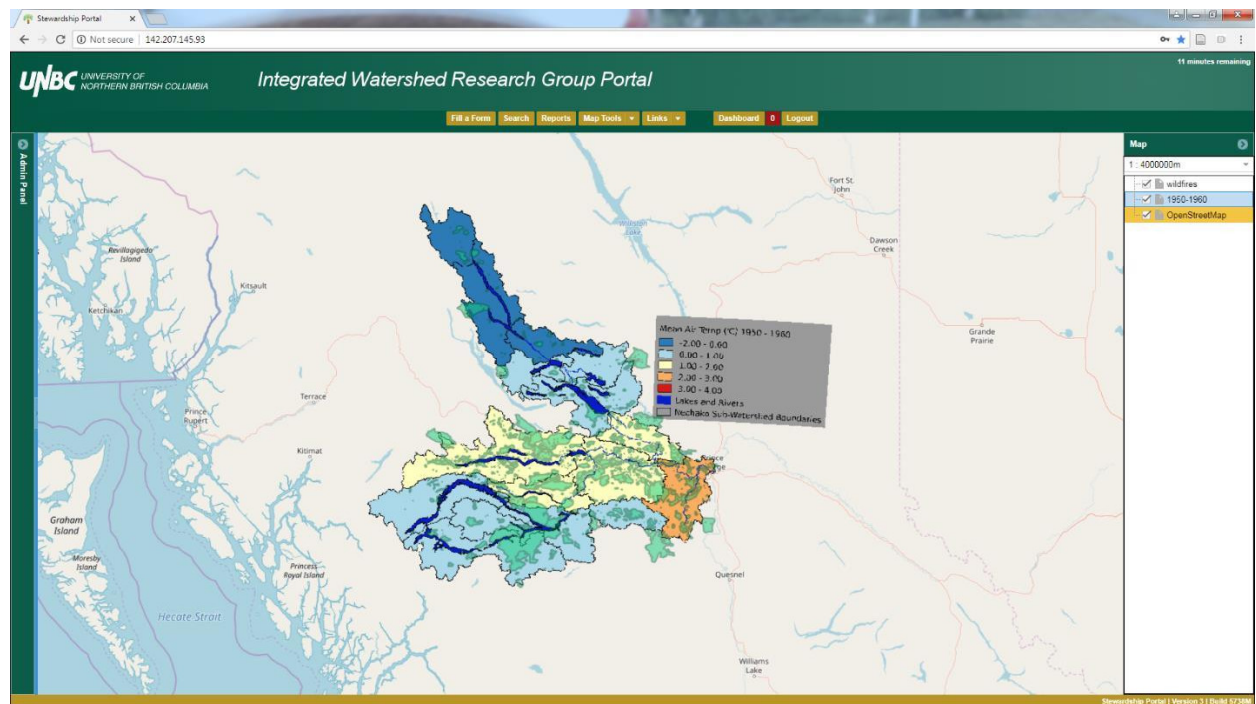 Stewardship Portal
Not secure | 142.207.145.93
11 minutes remaining
UNBC UNIVERSITY OF
NORTHERN BRITISH COLUMBIA
Integrated Watershed Research Group Portal
Fill a Form Search Reports Map Tools Links Dashboard 0 Logout
Admin Panel
Map
1 : 4000000m
wildfires
1950-1960
OpenStreetMap
Fort St.
John
Williston
Lake
Dawson
Creek
Revillagigedo
Island
Kitsault
Ketchikan
Grande
Prairie
Mean Air Temp (°C) 1950 - 1960
-2.00 - 0.00
0.00 - 1.00
1.00 - 2.00
2.00 - 3.00
3.00 - 4.00
Lakes and Rivers
Nechako Sub-Watershed Boundaries
Terrace
Prince
Rupert
Kitimat
Prince
Graham
Island
Moresby
Island
Princess
Royal Island
Quesnel
Hecate Strait
Williams
Lake
Stewardship Portal | Version 3 | Build 5738M